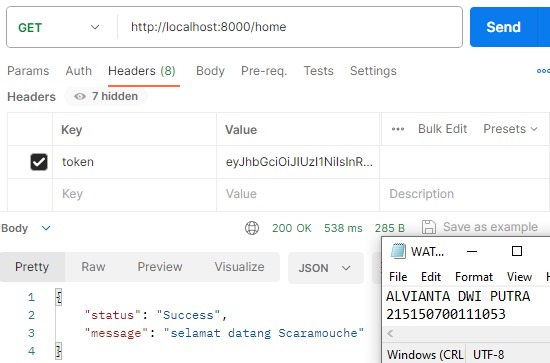 GET http://localhost:8000/home Send
Params Auth Headers (8) Body Pre-req. Tests Settings
Headers 7 hidden
Key Value ••• Bulk Edit Presets
token eyJhbGciOiJIUzI1NiIsInR...
Key Value Description
Body 200 OK 538 ms 285 B Save as example
Pretty Raw Preview Visualize JSON
1 {
2 "status": "Success",
3 "message": "selamat datang Scaramouche"
4 }
WAT...
File Edit Format View
ALVIANTA DWI PUTRA
215150700111053
Windows (CRL UTF-8